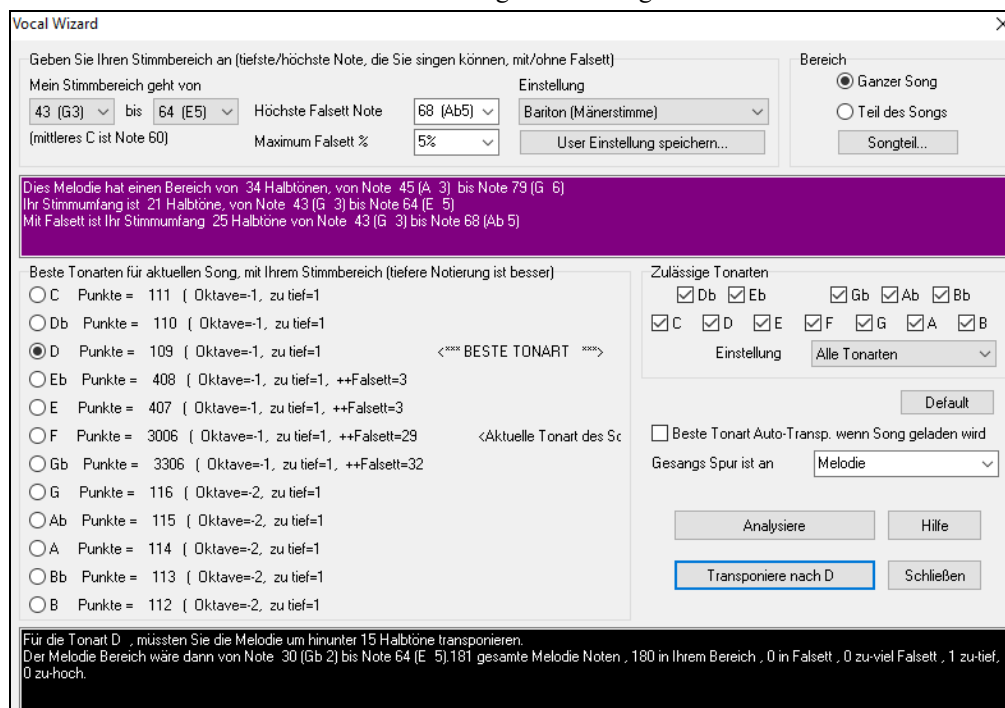 Vocal Wizard
Geben Sie Ihren Stimmbereich an (tiefste/höchste Note, die Sie singen können, mit/ohne Falsett)
Mein Stimmbereich geht von
Einstellung
43 (G3) bis 64 (E5) Höchste Falsett Note 68 (Ab5) Bariton (Mänerstimme)
(mittleres C ist Note 60) Maximum Falsett % 5% User Einstellung speichern...
Bereich
Ganzer Song
Teil des Songs
Songteil...
Dies Melodie hat einen Bereich von 34 Halbtönen, von Note 45 (A 3) bis Note 79 (G 6)
Ihr Stimmumfang ist 21 Halbtöne, von Note 43 (G 3) bis Note 64 (E 5)
Mit Falsett ist Ihr Stimmumfang 25 Halbtöne von Note 43 (G 3) bis Note 68 (Ab 5)
Beste Tonarten für aktuellen Song, mit Ihrem Stimmbereich (tiefere Notierung ist besser)
C Punkte = 111 ( Oktave=-1, zu tief=1
Db Punkte = 110 ( Oktave=-1, zu tief=1
D Punkte = 109 ( Oktave=-1, zu tief=1 <*** BESTE TONART ***>
Eb Punkte = 408 ( Oktave=-1, zu tief=1, ++Falsett=3
E Punkte = 407 ( Oktave=-1, zu tief=1, ++Falsett=3
F Punkte = 3006 ( Oktave=-1, zu tief=1, ++Falsett=29 <Aktuelle Tonart des Sc
Gb Punkte = 3306 ( Oktave=-1, zu tief=1, ++Falsett=32
G Punkte = 116 ( Oktave=-2, zu tief=1
Ab Punkte = 115 ( Oktave=-2, zu tief=1
A Punkte = 114 ( Oktave=-2, zu tief=1
Bb Punkte = 113 ( Oktave=-2, zu tief=1
B Punkte = 112 ( Oktave=-2, zu tief=1
Zulässige Tonarten
Db Eb Gb Ab Bb
C D E F G A B
Einstellung Alle Tonarten
Default
Beste Tonart Auto-Transp. wenn Song geladen wird
Gesangs Spur ist an Melodie
Analysiere Hilfe
Transponiere nach D Schließen
Für die Tonart D , müssten Sie die Melodie um hinunter 15 Halbtöne transponieren.
Der Melodie Bereich wäre dann von Note 30 (Gb 2) bis Note 64 (E 5).181 gesamte Melodie Noten , 180 in Ihrem Bereich , 0 in Falsett , 0 zu-viel Falsett , 1 zu-tief,
0 zu-hoch.